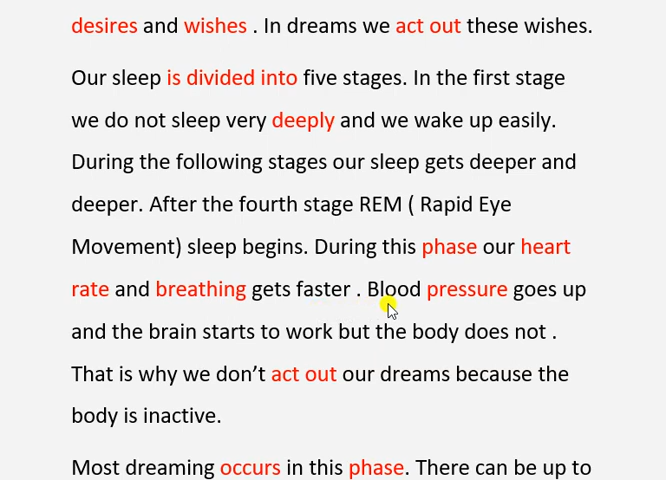 desires and wishes . In dreams we act out these wishes.
Our sleep is divided into five stages. In the first stage
we do not sleep very deeply and we wake up easily.
During the following stages our sleep gets deeper and
deeper. After the fourth stage REM ( Rapid Eye
Movement) sleep begins. During this phase our heart
rate and breathing gets faster . Blood pressure goes up
and the brain starts to work but the body does not .
That is why we don’t act out our dreams because the
body is inactive.
Most dreaming occurs in this phase. There can be up to